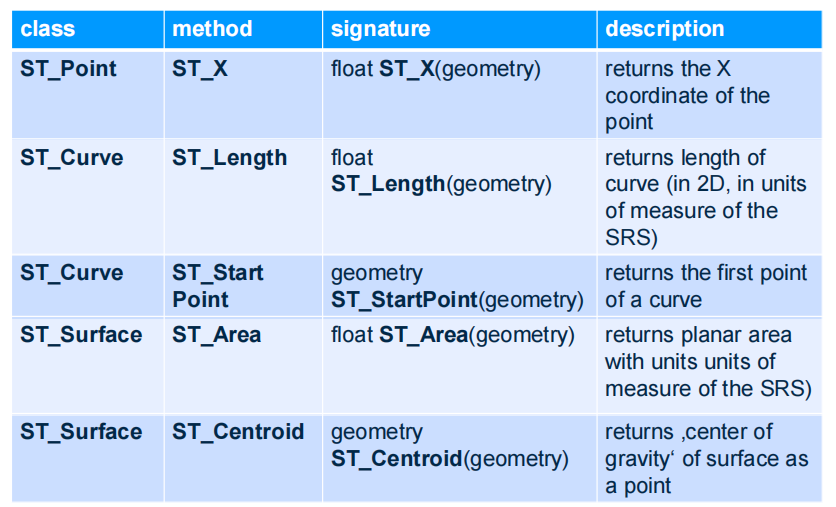 class method signature description
ST_Point ST_X float ST_X(geometry) returns the X
coordinate of the
point
ST_Curve ST_Length float returns length of
ST_Length(geometry) curve (in 2D, in units
of measure of the
SRS)
ST_Curve ST_Start geometry returns the first point
Point ST_StartPoint(geometry) of a curve
ST_Surface ST_Area float ST_Area(geometry) returns planar area
with units units of
measure of the SRS)
ST_Surface ST_Centroid geometry returns ‚center of
ST_Centroid(geometry) gravity‘ of surface as
a point